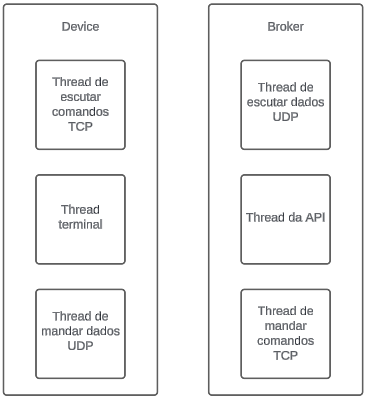 Device
Thread de
escutar
comandos
TCP
Thread
terminal
Thread de
mandar dados
UDP
Broker
Thread de
escutar dados
UDP
Thread da API
Thread de
mandar
comandos
TCP